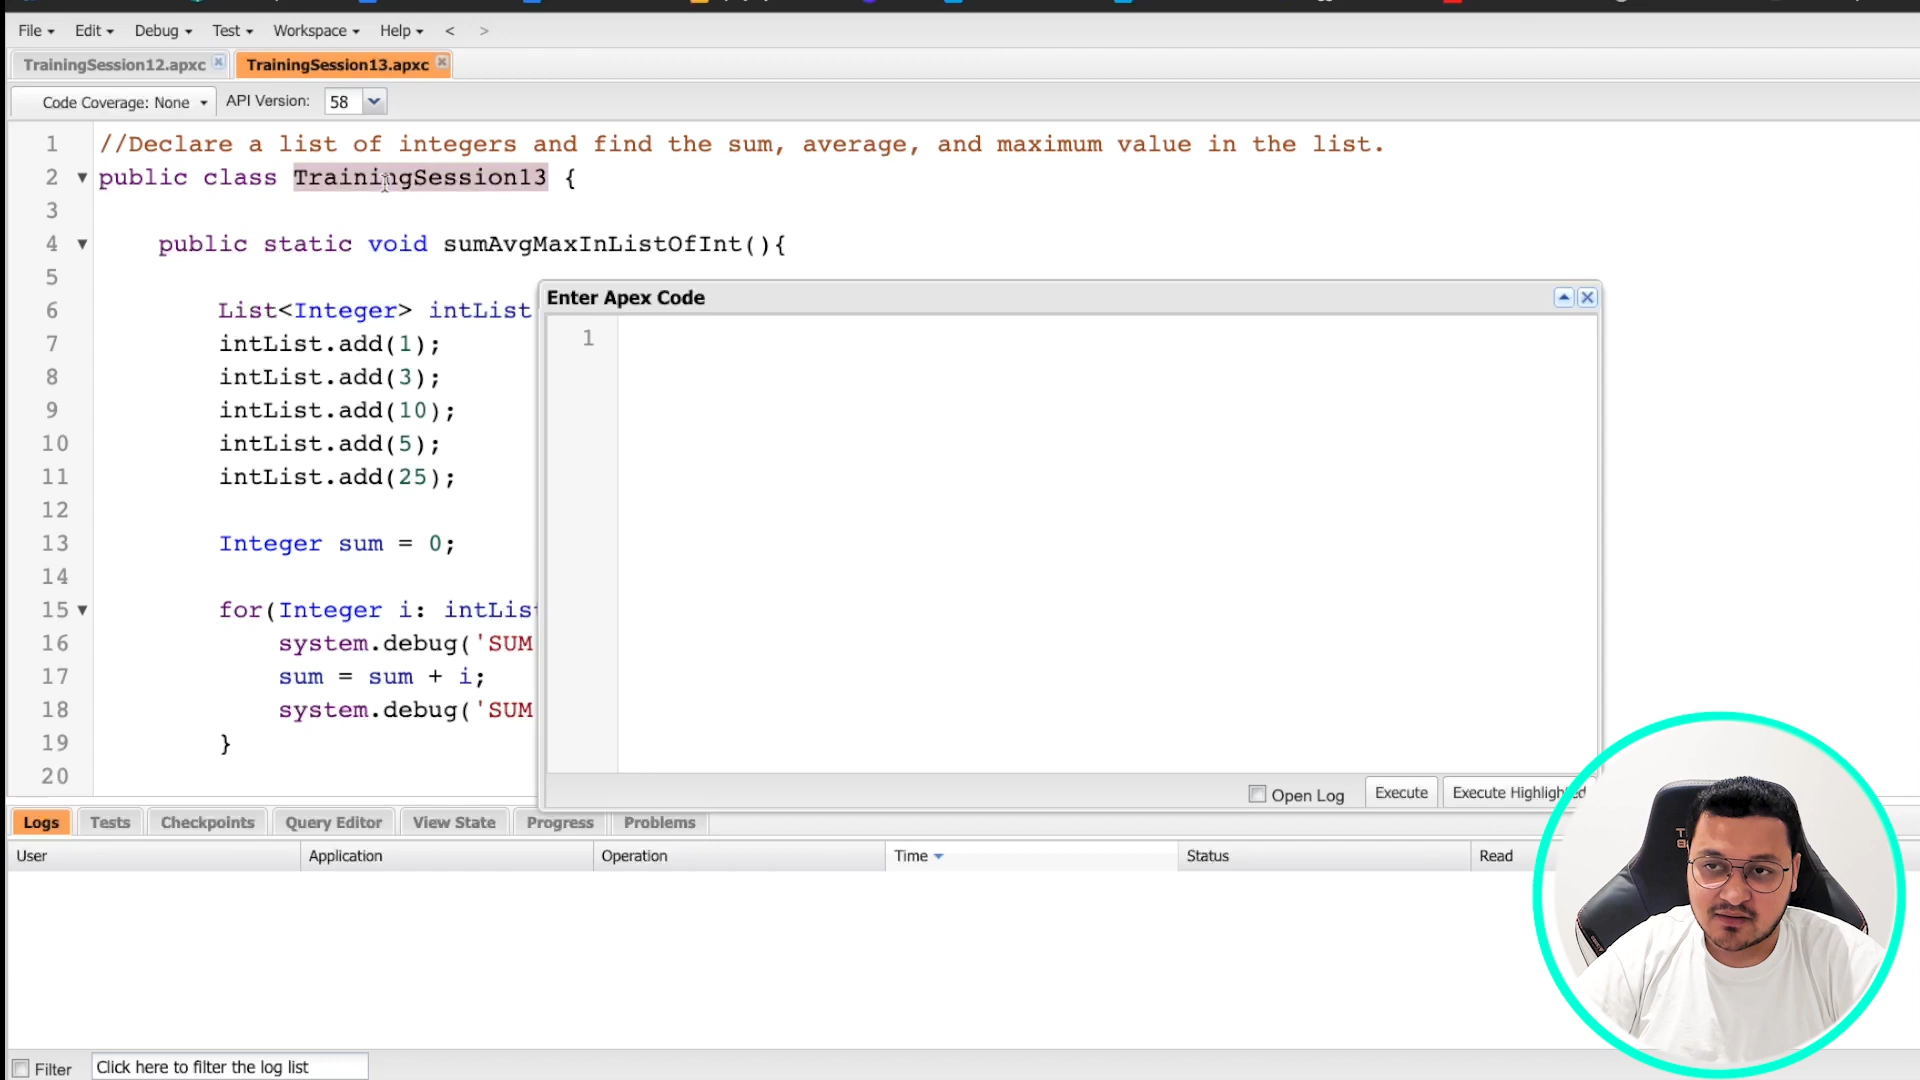 File Edit Debug Test Workspace Help < >
TrainingSession12.apxc TrainingSession13.apxc
Code Coverage: None API Version: 58
1 //Declare a list of integers and find the sum, average, and maximum value in the list.
2 public class TrainingSession13 {
3
4 public static void sumAvgMaxInListOfInt(){
5
Enter Apex Code
6 List<Integer> intList
1
7 intList.add(1);
8 intList.add(3);
9 intList.add(10);
10 intList.add(5);
11 intList.add(25);
12
13 Integer sum = 0;
14
15 for(Integer i: intList
16 system.debug('SUM
17 sum = sum + i;
18 system.debug('SUM
19 }
20
Open Log Execute Execute Highlighted
Logs Tests Checkpoints Query Editor View State Progress Problems
User Application Operation Time Status Read
Filter Click here to filter the log list